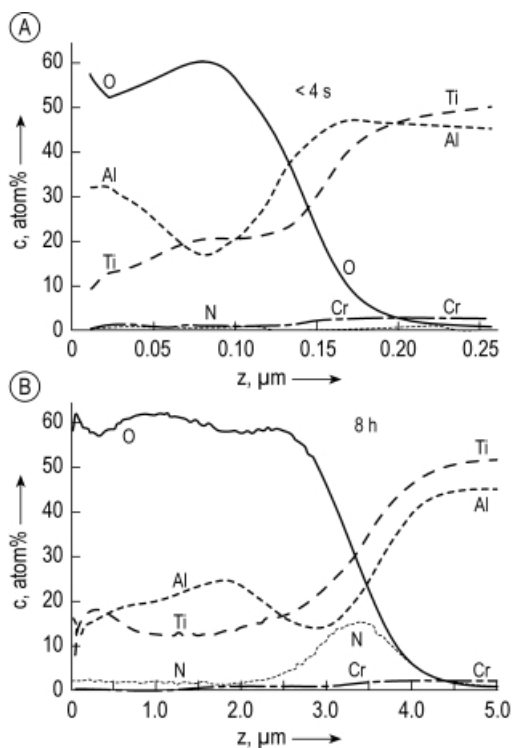 A
60
50
40
30
20
10
0
c, atom%
O
< 4 s
Ti
Al
Al
Ti
O
N
Cr
Cr
0 0.05 0.10 0.15 0.20 0.25
z, µm
B
60
50
40
30
20
10
0
c, atom%
O
8 h
Ti
Al
Al
Ti
N
N
Cr
Cr
0 1.0 2.0 3.0 4.0 5.0
z, µm